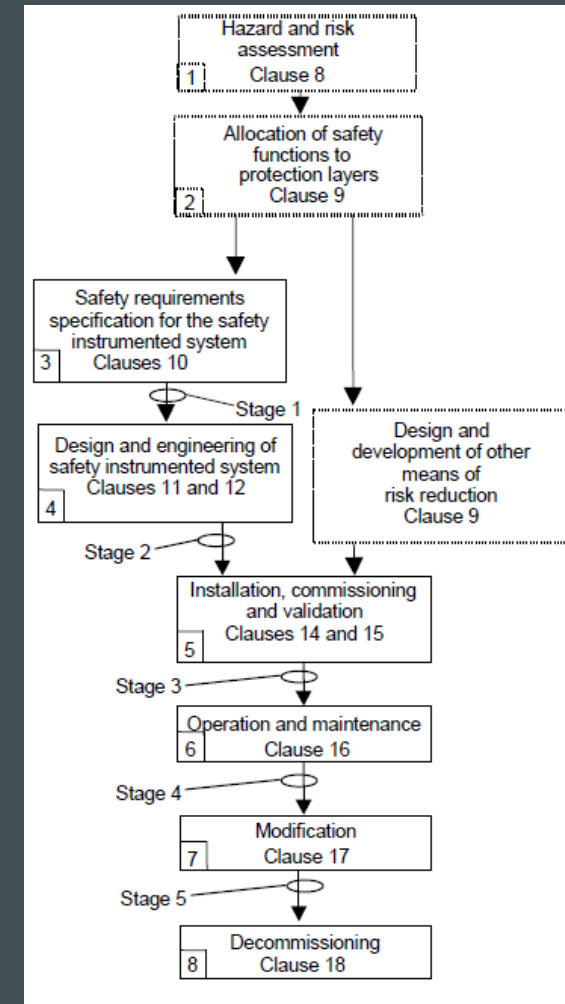 Hazard and risk
assessment
Clause 8
1
Allocation of safety
functions to
protection layers
Clause 9
2
Safety requirements
specification for the safety
instrumented system
Clauses 10
3
Stage 1
Design and engineering of
safety instrumented system
Clauses 11 and 12
4
Design and
development of other
means of
risk reduction
Clause 9
Stage 2
Installation, commissioning
and validation
Clauses 14 and 15
5
Stage 3
Operation and maintenance
Clause 16
6
Stage 4
Modification
Clause 17
7
Stage 5
Decommissioning
Clause 18
8